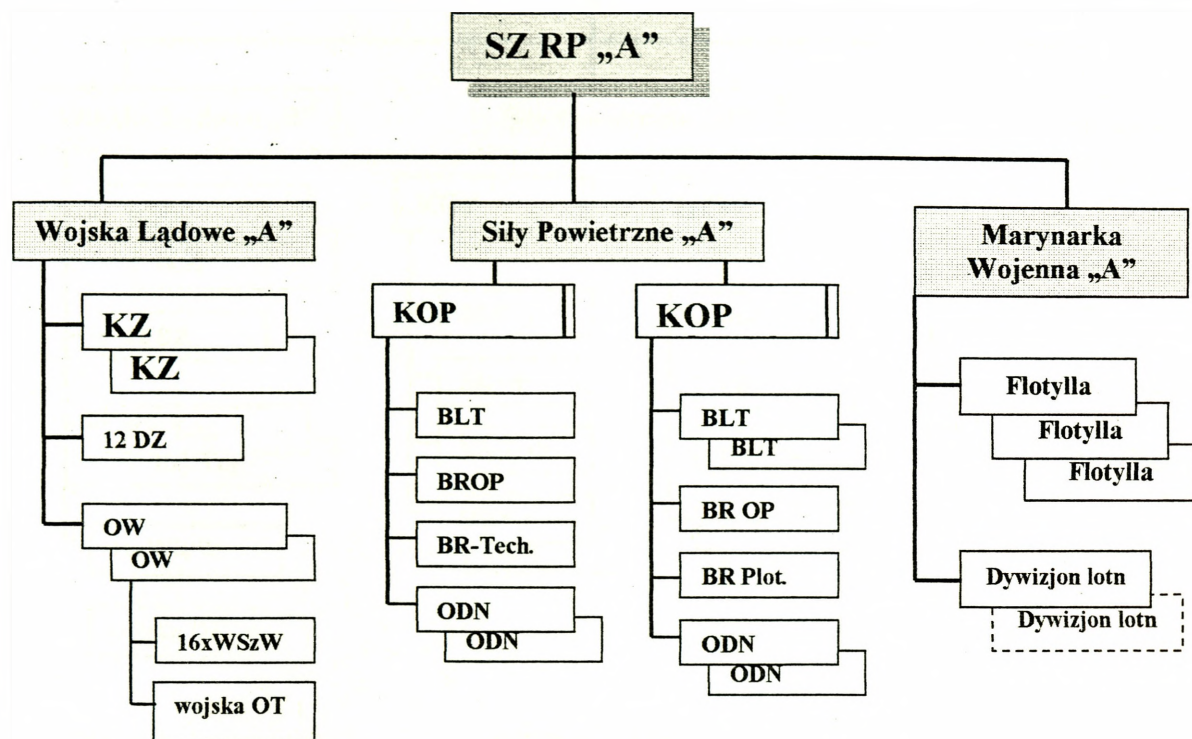 SZ RP „A”
Wojska Lądowe „A”
KZ
KZ
12 DZ
OW
OW
16xWSzW
wojska OT
Siły Powietrzne „A”
KOP
BLT
BROP
BR-Tech.
ODN
ODN
KOP
BLT
BLT
BR OP
BR Plot.
ODN
ODN
Marynarka
Wojenna „A”
Flotylla
Flotylla
Flotylla
Dywizjon lotn
Dywizjon lotn